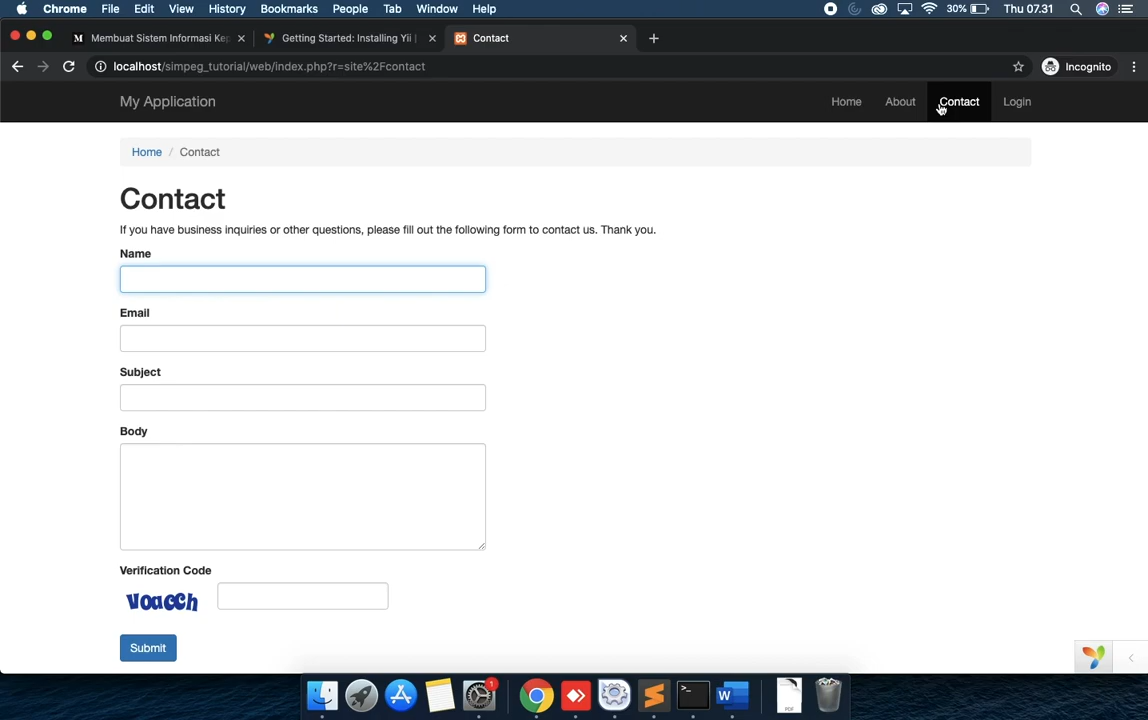 Chrome File Edit View History Bookmarks People Tab Window Help 30% Thu 07.31
M Membuat Sistem Informasi Kep Getting Started: Installing Yii | Contact
localhost/simpeg_tutorial/web/index.php?r=site%2Fcontact Incognito
My Application Home About Contact Login
Home / Contact
Contact
If you have business inquiries or other questions, please fill out the following form to contact us. Thank you.
Name
Email
Subject
Body
Verification Code
Submit
1
W
PDF